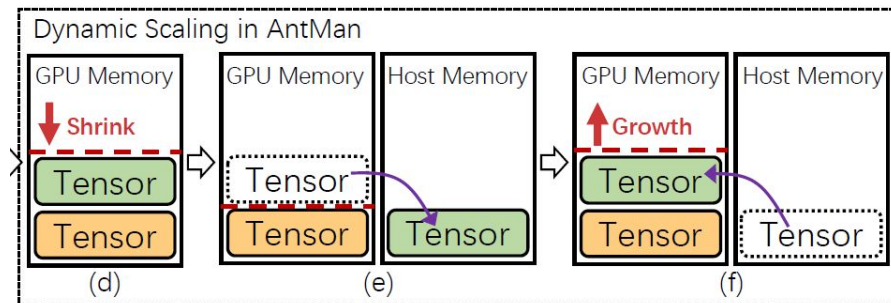 Dynamic Scaling in AntMan
GPU Memory
Shrink
Tensor
Tensor
(d)
GPU Memory
Host Memory
Tensor
Tensor
Tensor
(e)
GPU Memory
Host Memory
Growth
Tensor
Tensor
Tensor
(f)